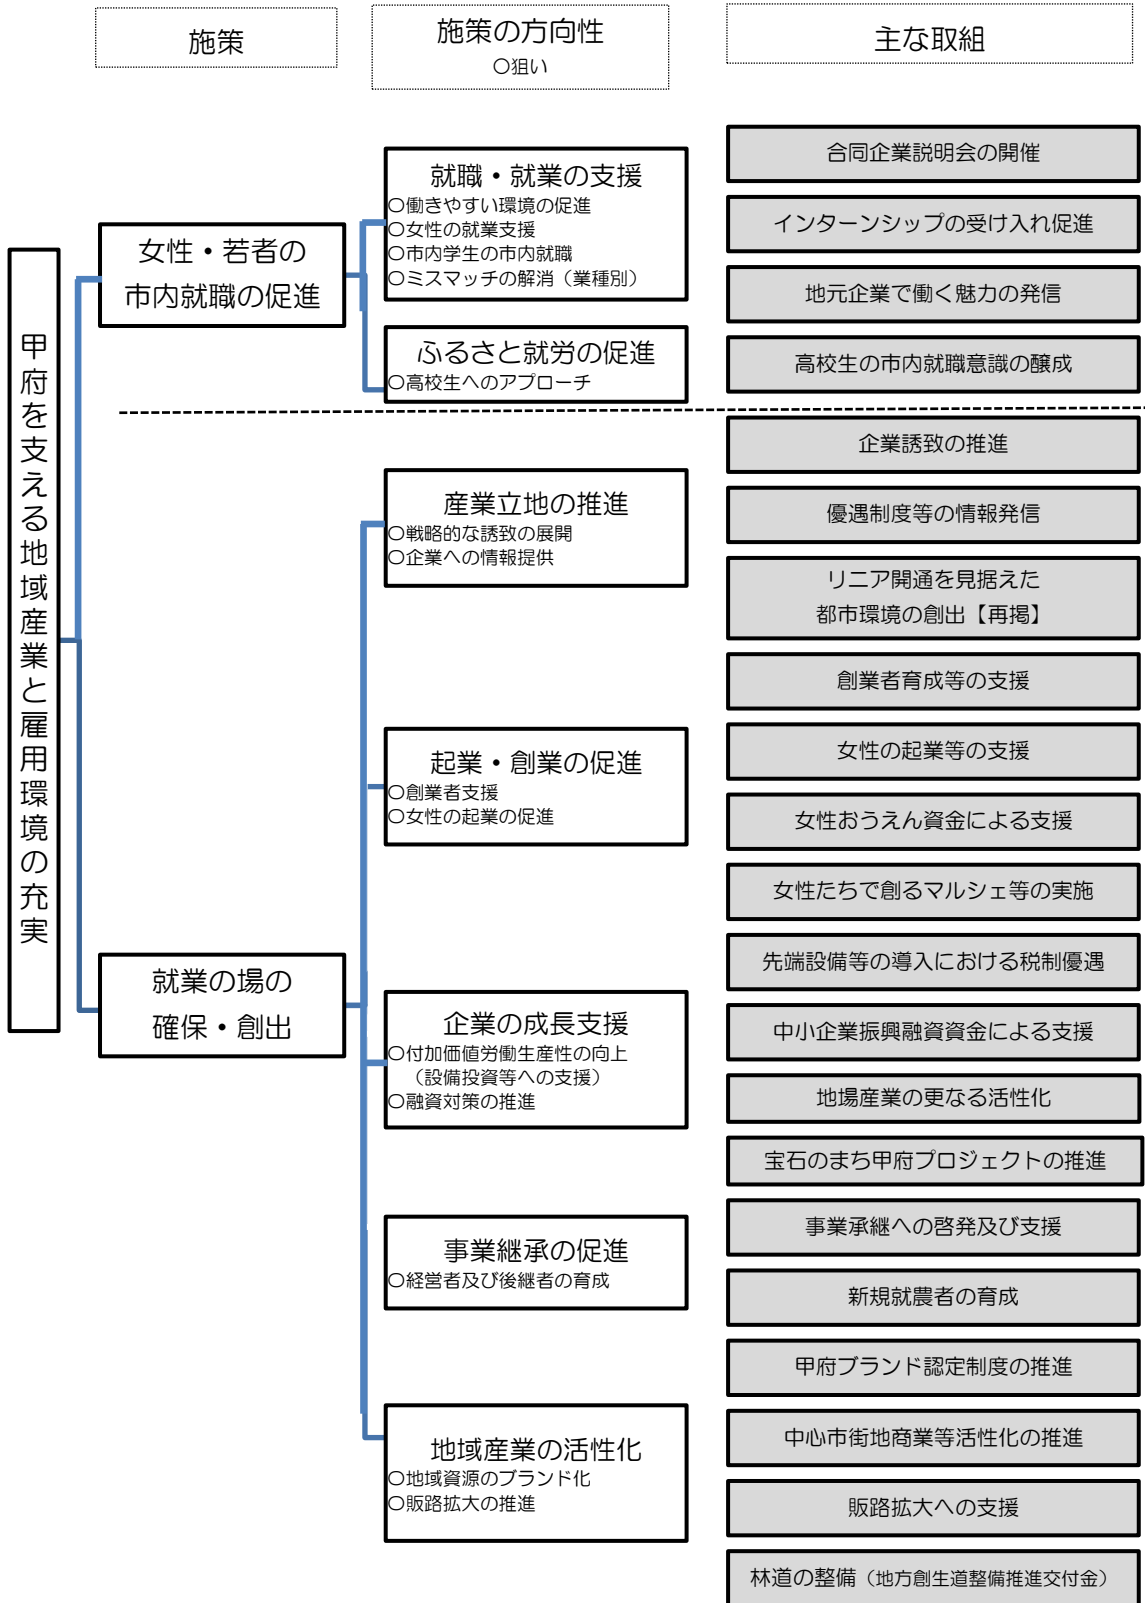 施策
施策の方向性
〇狙い
主な取組
甲府を支える地域産業と雇用環境の充実
女性・若者の
市内就職の促進
就職・就業の支援
〇働きやすい環境の促進
〇女性の就業支援
〇市内学生の市内就職
〇ミスマッチの解消（業種別）
ふるさと就労の促進
〇高校生へのアプローチ
合同企業説明会の開催
インターンシップの受け入れ促進
地元企業で働く魅力の発信
高校生の市内就職意識の醸成
就業の場の
確保・創出
産業立地の推進
〇戦略的な誘致の展開
〇企業への情報提供
起業・創業の促進
〇創業者支援
〇女性の起業の促進
企業の成長支援
〇付加価値労働生産性の向上
（設備投資等への支援）
〇融資対策の推進
事業継承の促進
〇経営者及び後継者の育成
地域産業の活性化
〇地域資源のブランド化
〇販路拡大の推進
企業誘致の推進
優遇制度等の情報発信
リニア開通を見据えた
都市環境の創出【再掲】
創業者育成等の支援
女性の起業等の支援
女性おうえん資金による支援
女性たちで創るマルシェ等の実施
先端設備等の導入における税制優遇
中小企業振興融資資金による支援
地場産業の更なる活性化
宝石のまち甲府プロジェクトの推進
事業承継への啓発及び支援
新規就農者の育成
甲府ブランド認定制度の推進
中心市街地商業等活性化の推進
販路拡大への支援
林道の整備（地方創生道整備推進交付金）